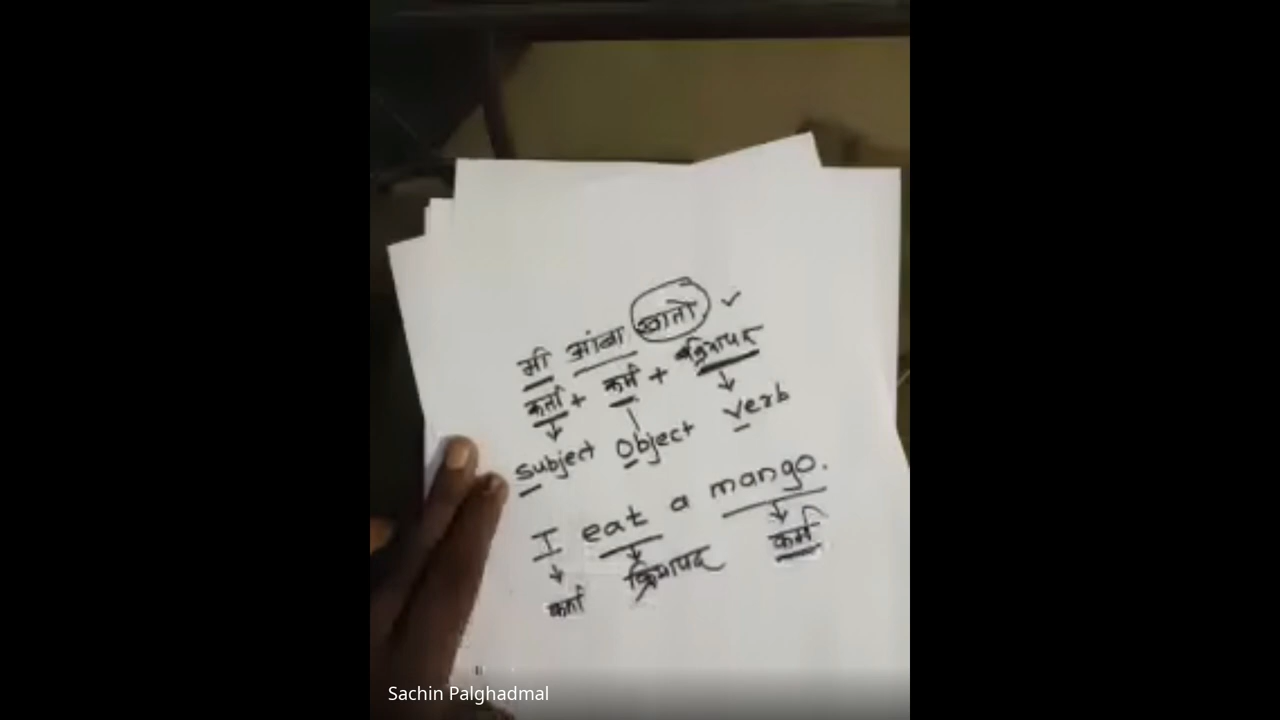 मी आंबा खातो ✓
कर्ता + कर्म + क्रियापद
↓ ↓
Subject Object Verb
I eat a mango.
↓ ↓ ↓
कर्ता क्रियापद कर्म
Sachin Palghadmal